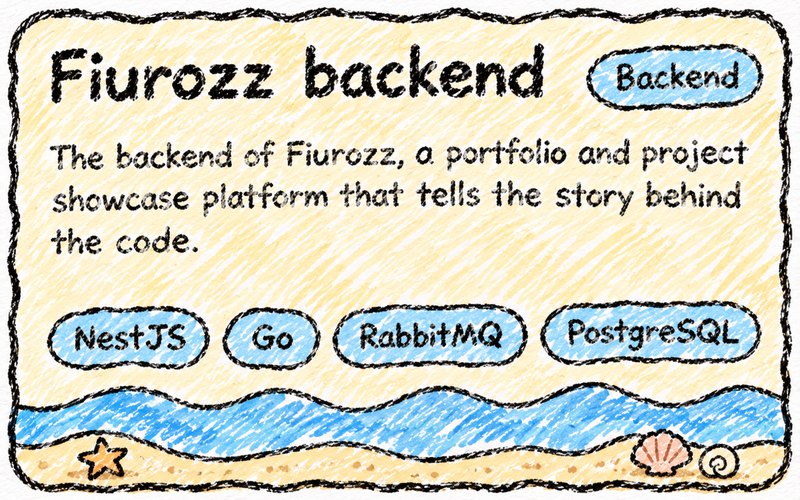 Fiurozz backend
Backend
The backend of Fiurozz, a portfolio and project
showcase platform that tells the story behind
the code.
NestJS
Go
RabbitMQ
PostgreSQL